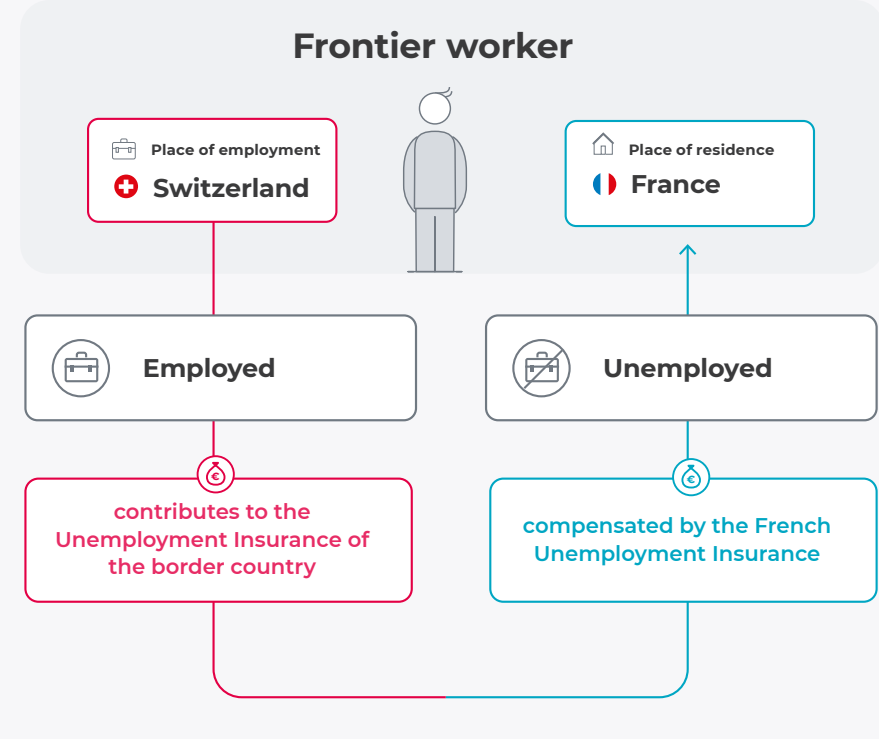 Frontier worker
Place of employment
Switzerland
Place of residence
France
Employed
Unemployed
€
contributes to the
Unemployment Insurance of
the border country
€
compensated by the French
Unemployment Insurance